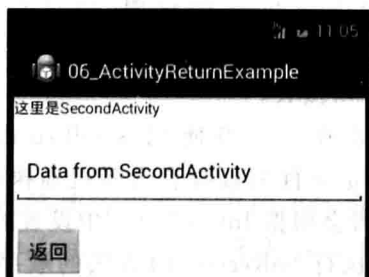 11:05
06_ActivityReturnExample
这里是SecondActivity
Data from SecondActivity
返回